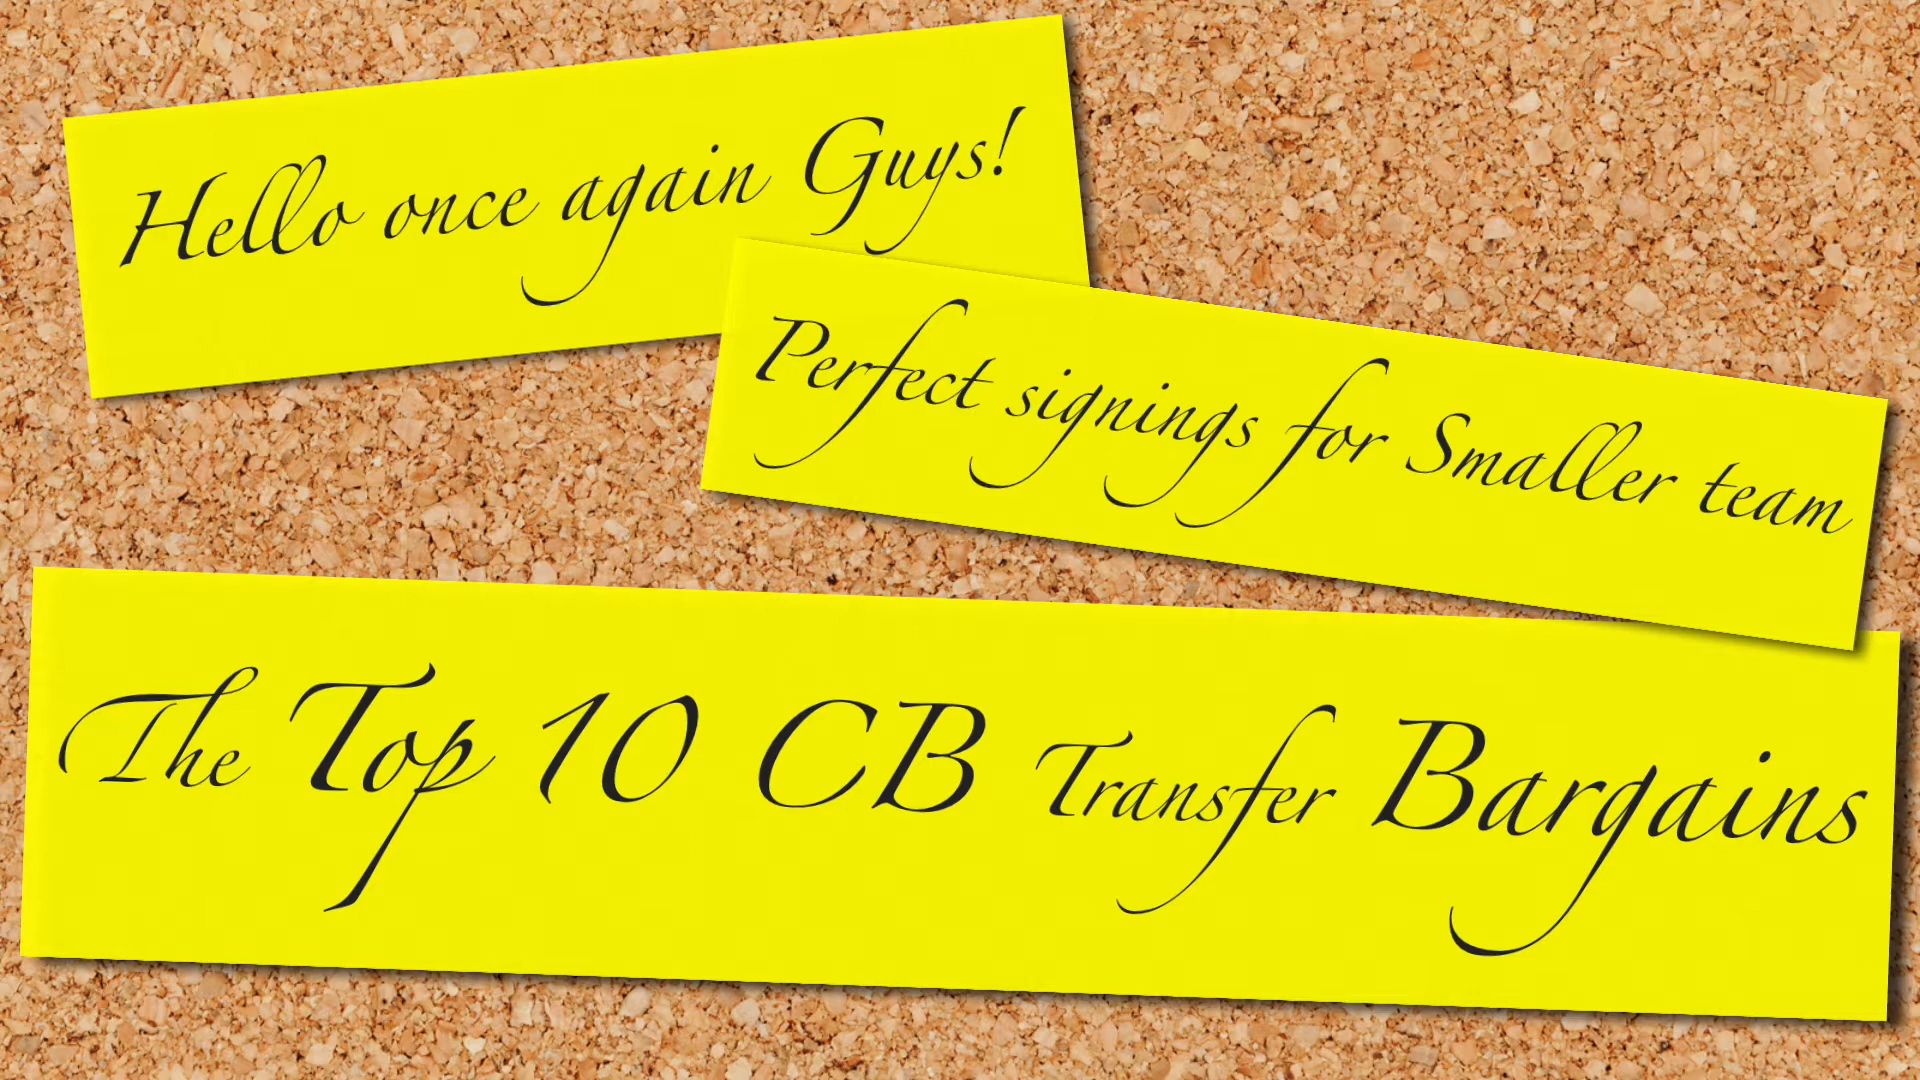 Hello once again Guys!
Perfect signings for Smaller team
The Top 10 CB Transfer Bargains